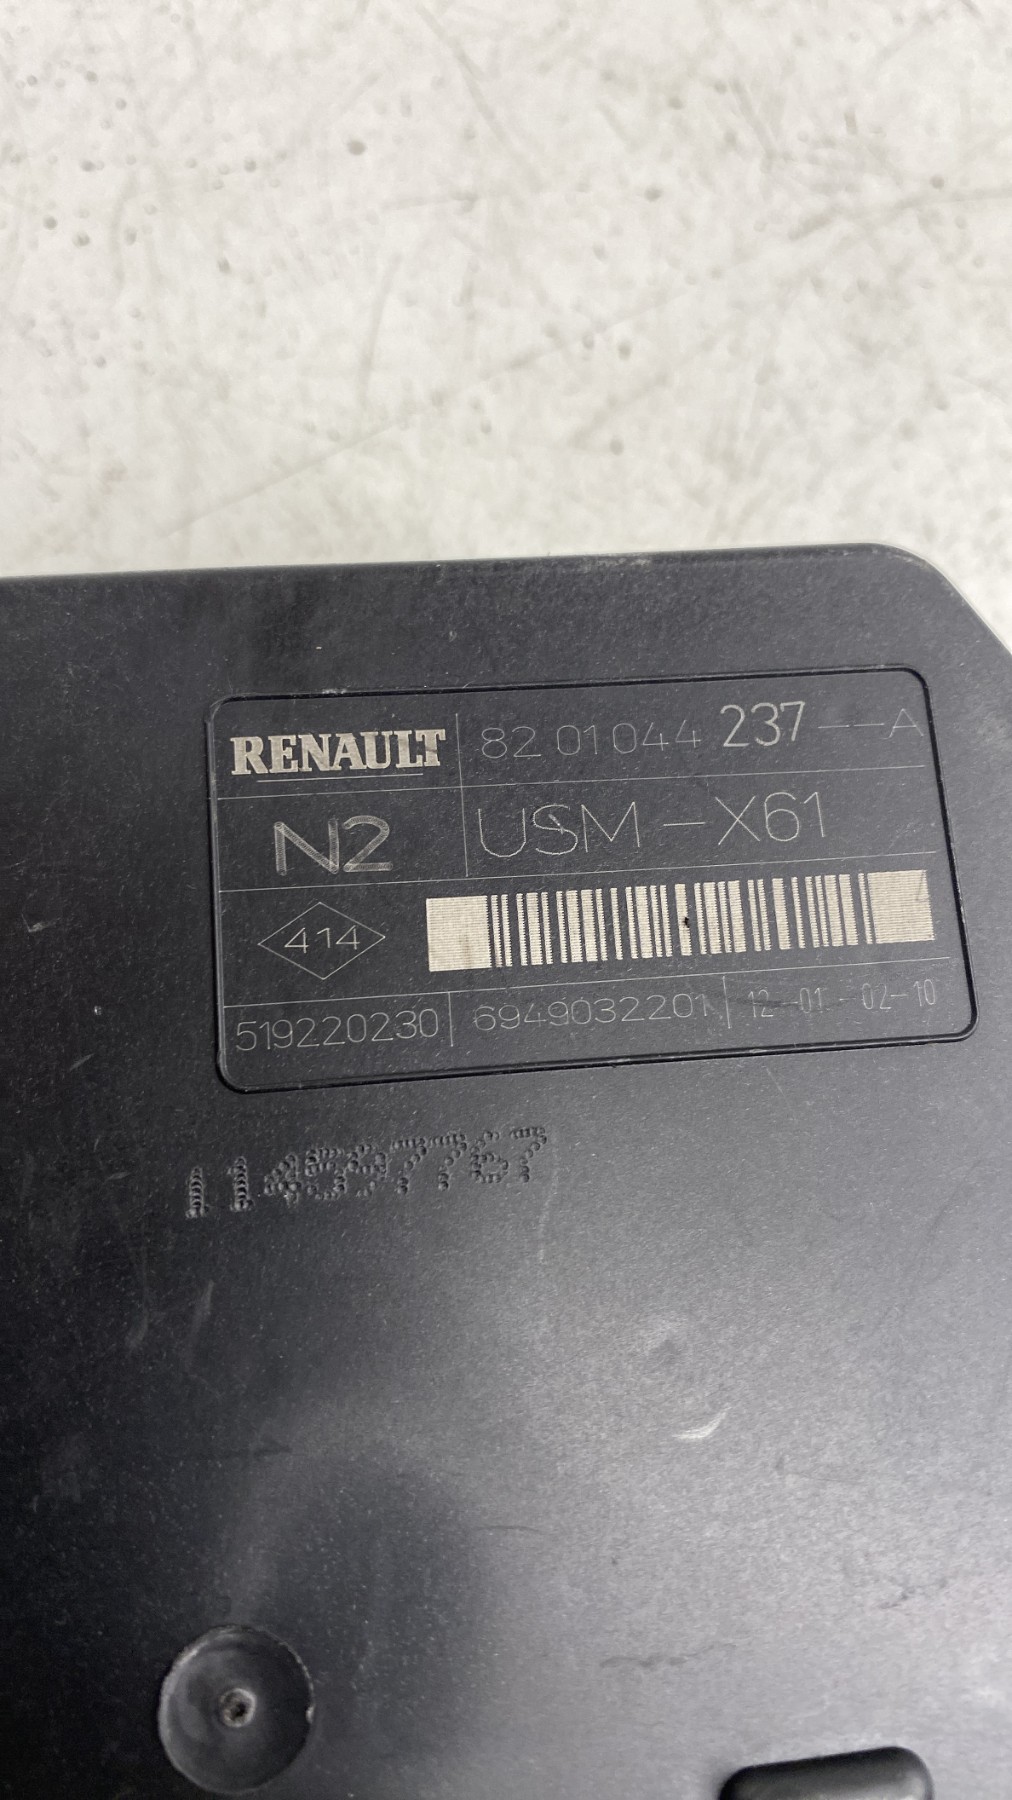 RENAULT 82 01 044 237--A
N2 USM - X61
414
519220230 6949032201 12-01-02-10